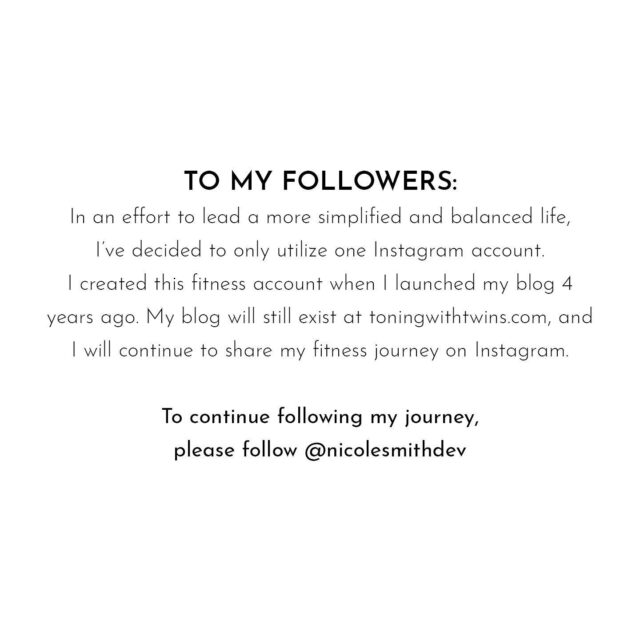 TO MY FOLLOWERS:
In an effort to lead a more simplified and balanced life,
I've decided to only utilize one Instagram account.
I created this fitness account when I launched my blog 4
years ago. My blog will still exist at toningwithtwins.com, and
I will continue to share my fitness journey on Instagram.
To continue following my journey,
please follow @nicolesmithdev